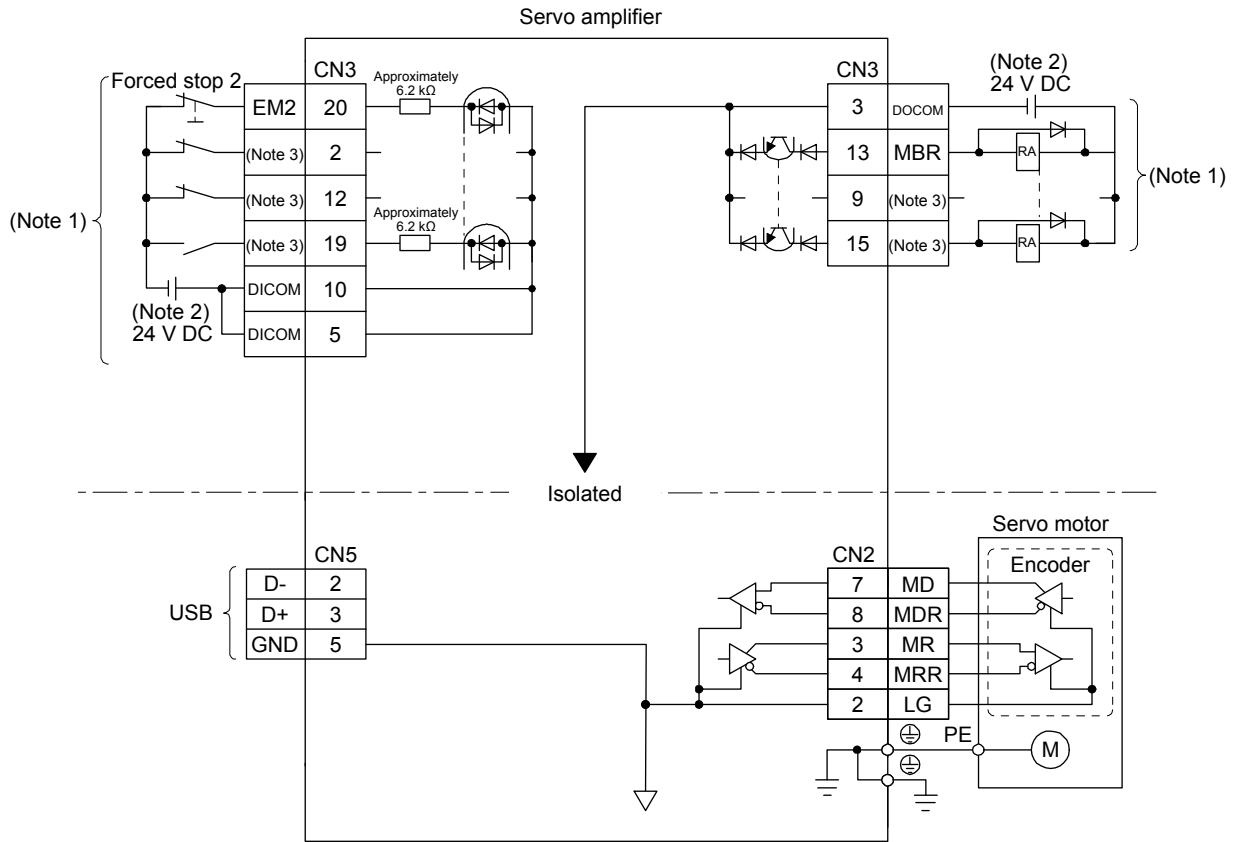 Servo amplifier
Forced stop 2
CN3
Approximately
6.2 kΩ
EM2 20
(Note 3) 2
(Note 3) 12
Approximately
6.2 kΩ
(Note 3) 19
DICOM 10
DICOM 5
(Note 1)
(Note 2)
24 V DC
CN3
(Note 2)
24 V DC
3 DOCOM
13 MBR RA
9 (Note 3)
15 (Note 3) RA
(Note 1)
Isolated
CN5
USB
D- 2
D+ 3
GND 5
Servo motor
CN2
Encoder
7 MD
8 MDR
3 MR
4 MRR
2 LG
PE
M